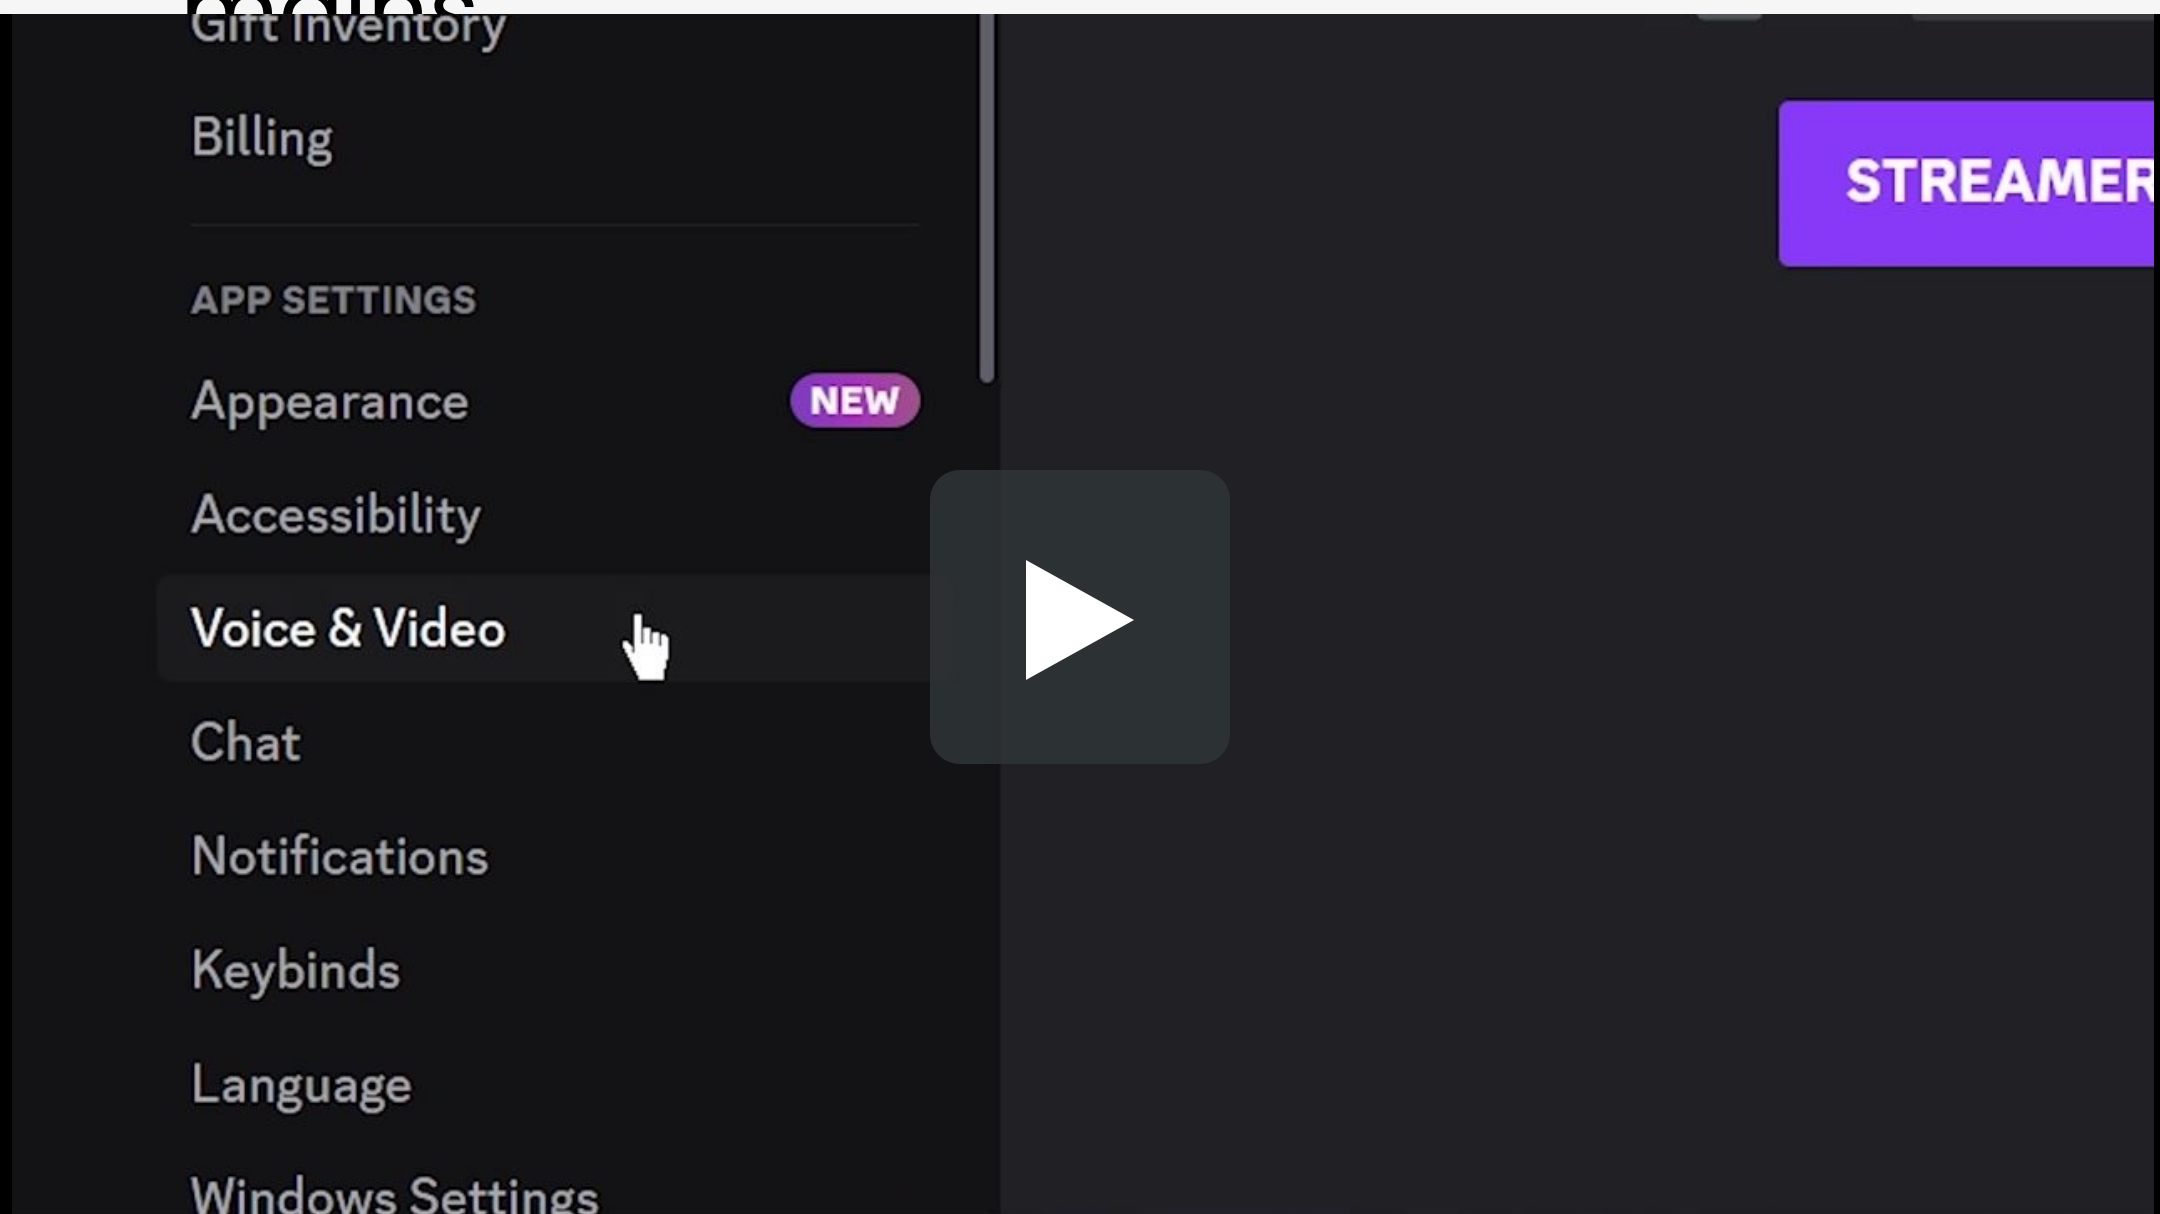 Gift Inventory
Billing
STREAMER
APP SETTINGS
Appearance
NEW
Accessibility
Voice & Video
Chat
Notifications
Keybinds
Language
Windows Settings